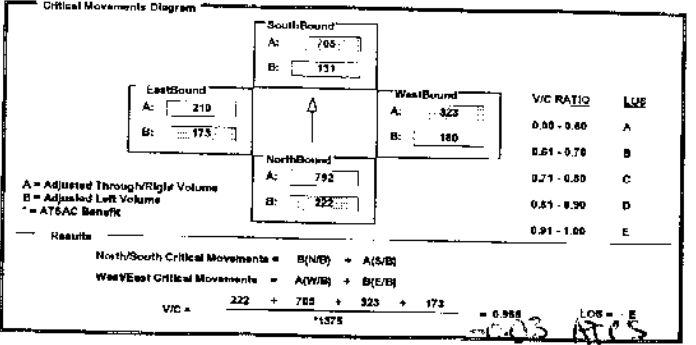 Critical Movements Diagram
SouthBound
A: 705
B: 131
EastBound
A: 210
B: 173
WestBound
A: 323
B: 180
NorthBound
A: 792
B: 222
V/C RATIO LOS
0.00 - 0.60 A
0.61 - 0.70 B
0.71 - 0.80 C
0.81 - 0.90 D
0.91 - 1.00 E
A = Adjusted Through/Right Volume
B = Adjusted Left Volume
* = ATSAC Benefit
Results
North/South Critical Movements = B(N/B) + A(S/B)
West/East Critical Movements = A(W/B) + B(E/B)
V/C = 222 + 705 + 323 + 173
*1375
= 0.965 LOS = E
-0.03 ATCS